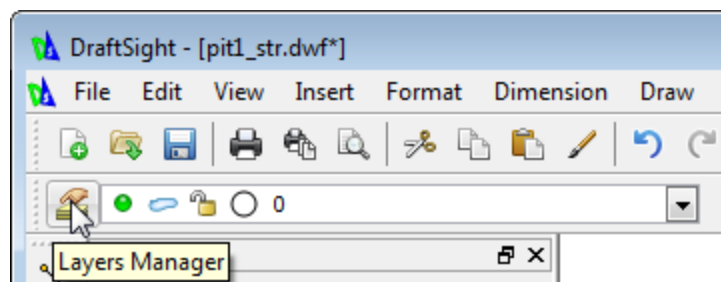 DraftSight - [pit1_str.dwf*]
File Edit View Insert Format Dimension Draw
0
Layers Manager